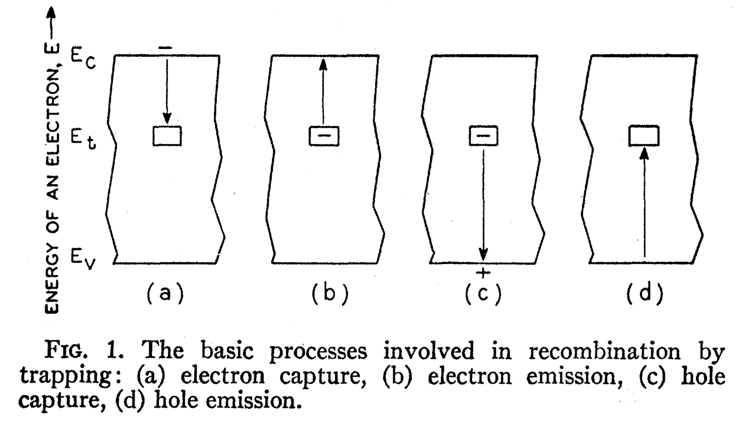 ENERGY OF AN ELECTRON, E→
E_C
E_t
E_V
−
−
−
+
(a) (b) (c) (d)
FIG. 1. The basic processes involved in recombination by
trapping: (a) electron capture, (b) electron emission, (c) hole
capture, (d) hole emission.